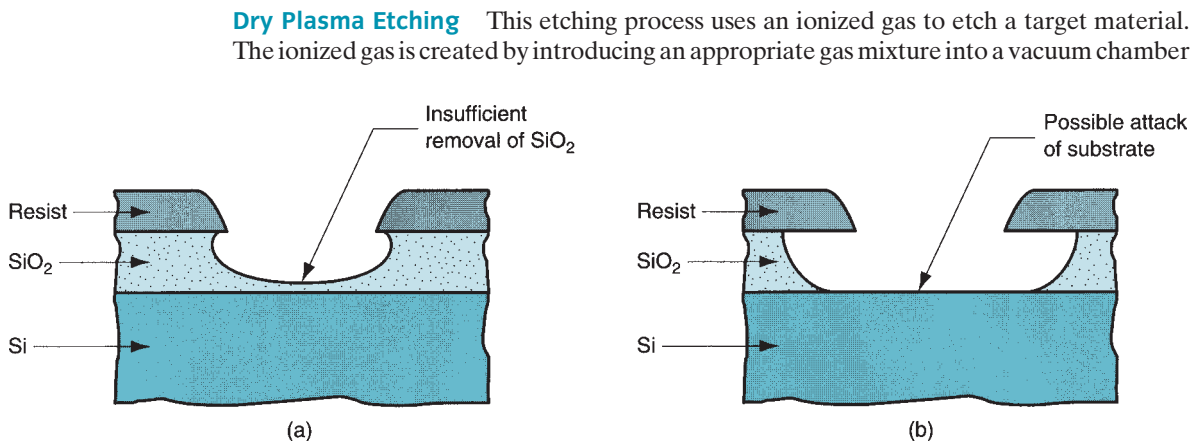 Dry Plasma Etching This etching process uses an ionized gas to etch a target material.
The ionized gas is created by introducing an appropriate gas mixture into a vacuum chamber
Insufficient
removal of SiO₂
Resist
SiO₂
Si
(a)
Possible attack
of substrate
Resist
SiO₂
Si
(b)